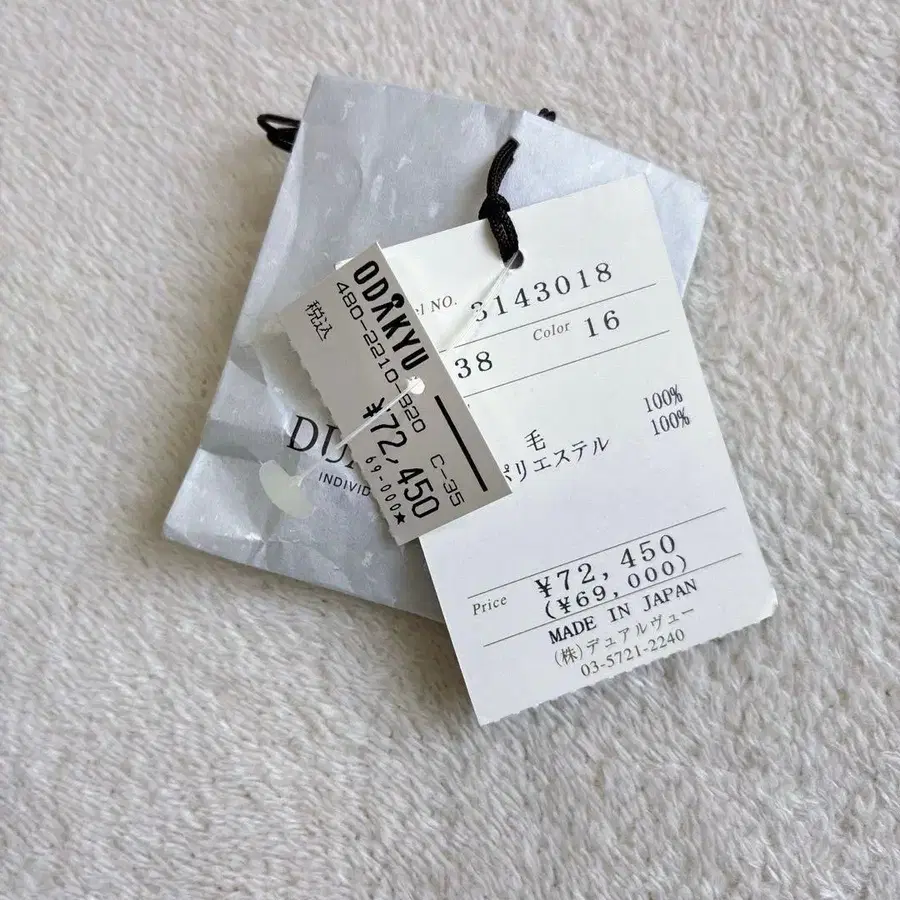 ODAKYU
税込
480-2210-820
¥72,450
C-35
69-000★
INDIVID
NO.
3143018
38
Color 16
毛 100%
ポリエステル 100%
Price ¥72,450
(¥69,000)
MADE IN JAPAN
(株)デュアルヴュー
03-5721-2240